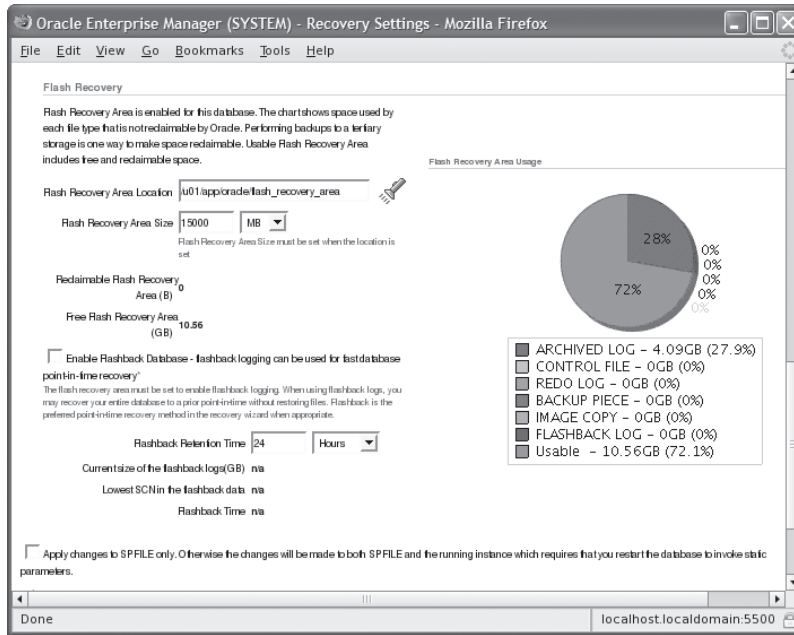 Oracle Enterprise Manager (SYSTEM) - Recovery Settings - Mozilla Firefox
File Edit View Go Bookmarks Tools Help
Flash Recovery
Flash Recovery Area is enabled for this database. The chart shows space used by
each file type that is not reclaimable by Oracle. Performing backups to a tertiary
storage is one way to make space reclaimable. Usable Flash Recovery Area
includes free and reclaimable space.
Flash Recovery Area Location /u01/app/oracle/flash_recovery_area
Flash Recovery Area Size 15000 MB
Flash Recovery Area Size must be set when the location is
set
Reclaimable Flash Recovery
Area (B) 0
Free Flash Recovery Area
(GB) 10.56
Enable Flashback Database - flashback logging can be used for fast database
point-in-time recovery*
The flash recovery area must be set to enable flashback logging. When using flashback logs, you
may recover your entire database to a prior point-in-time without restoring files. Flashback is the
preferred point-in-time recovery method in the recovery wizard when appropriate.
Flashback Retention Time 24 Hours
Current size of the flashback logs(GB) n/a
Lowest SCN in the flashback data n/a
Flashback Time n/a
Flash Recovery Area Usage
28%
72%
0%
0%
0%
0%
0%
ARCHIVED LOG - 4.09GB (27.9%)
CONTROL FILE - 0GB (0%)
REDO LOG - 0GB (0%)
BACKUP PIECE - 0GB (0%)
IMAGE COPY - 0GB (0%)
FLASHBACK LOG - 0GB (0%)
Usable - 10.56GB (72.1%)
Apply changes to SPFILE only. Otherwise the changes will be made to both SPFILE and the running instance which requires that you restart the database to invoke static
parameters.
Done localhost.localdomain:5500